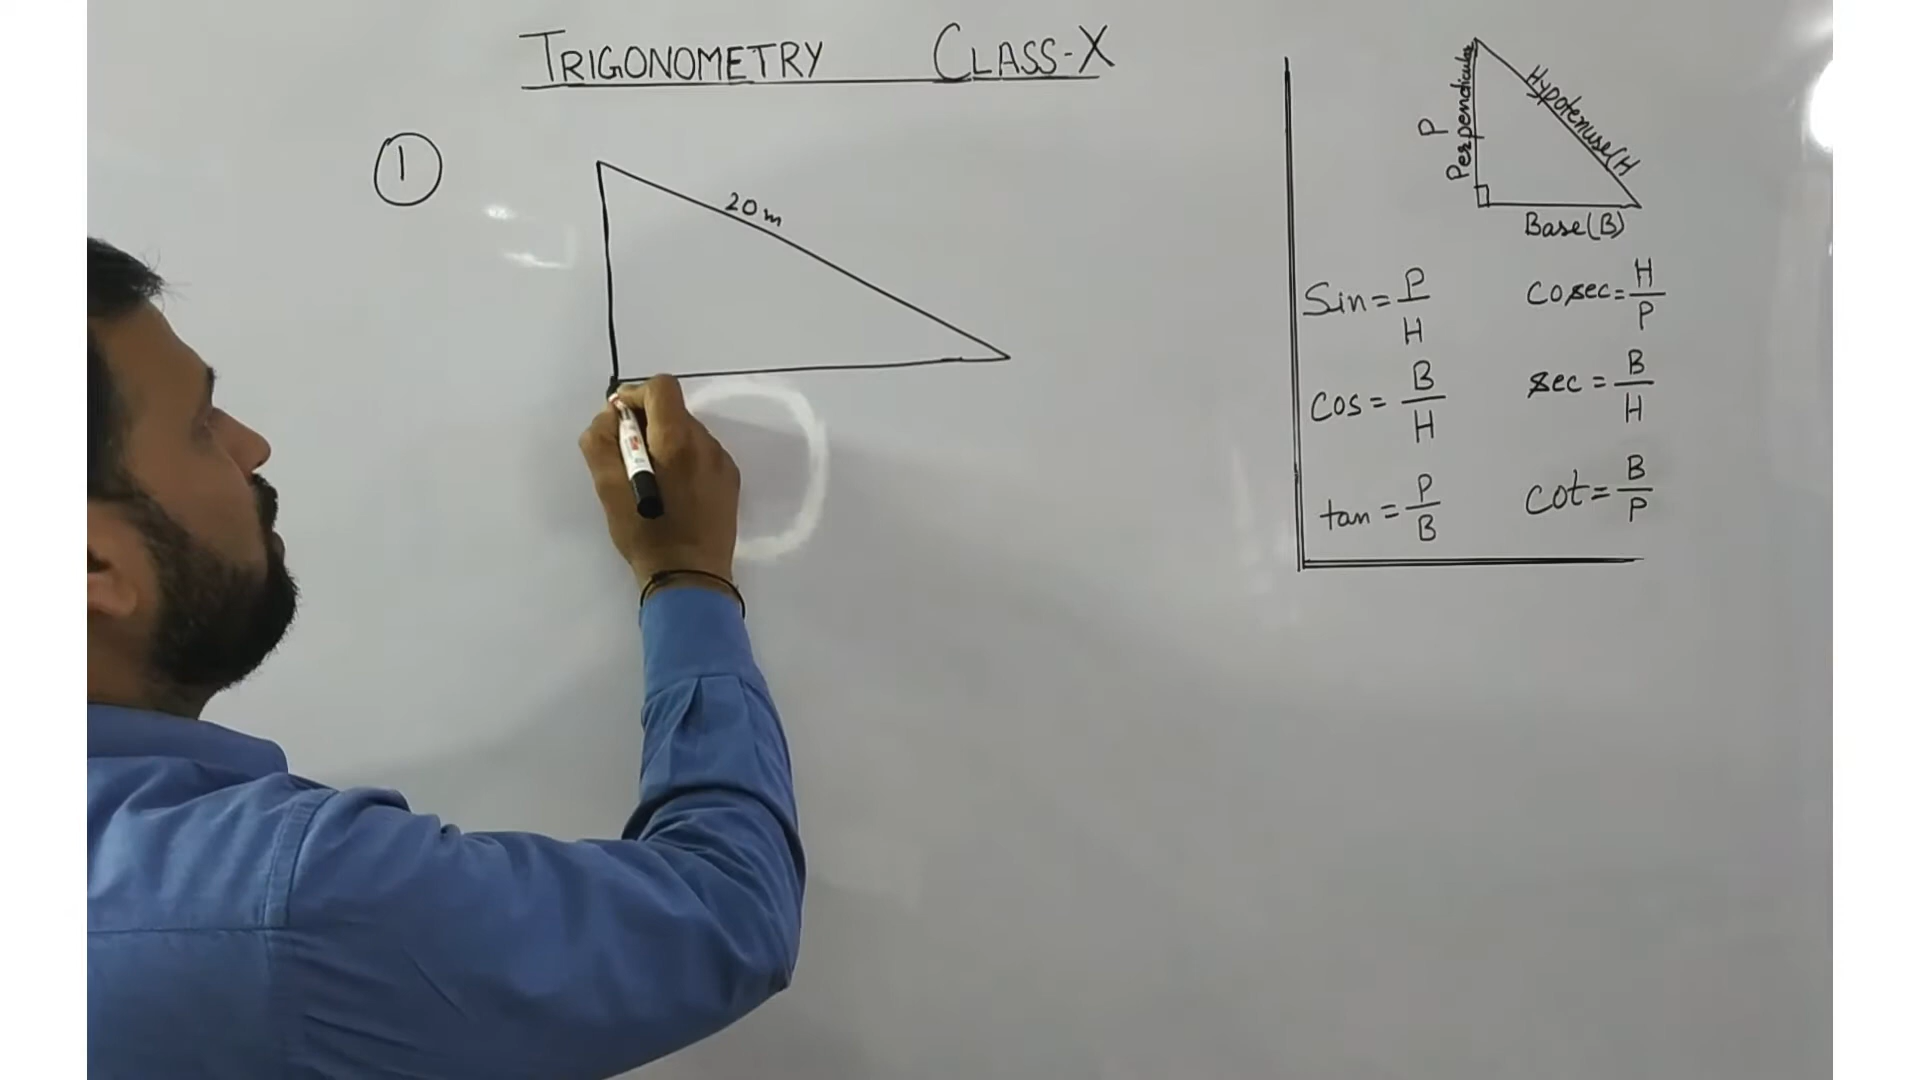 TRIGONOMETRY CLASS-X
1
20 m
P
Perpendicular
Hypotenuse(H
Base(B)
Sin = P/H
Cosec = H/P
Cos = B/H
Sec = B/H
tan = P/B
Cot = B/P